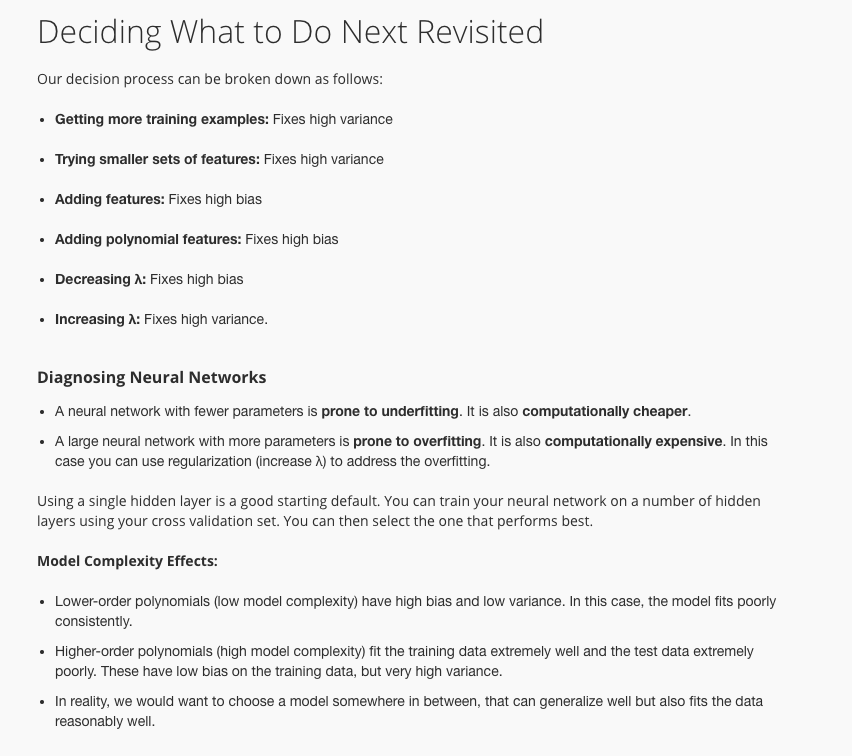 Deciding What to Do Next Revisited
Our decision process can be broken down as follows:
• Getting more training examples: Fixes high variance
• Trying smaller sets of features: Fixes high variance
• Adding features: Fixes high bias
• Adding polynomial features: Fixes high bias
• Decreasing λ: Fixes high bias
• Increasing λ: Fixes high variance.
Diagnosing Neural Networks
• A neural network with fewer parameters is prone to underfitting. It is also computationally cheaper.
• A large neural network with more parameters is prone to overfitting. It is also computationally expensive. In this
case you can use regularization (increase λ) to address the overfitting.
Using a single hidden layer is a good starting default. You can train your neural network on a number of hidden
layers using your cross validation set. You can then select the one that performs best.
Model Complexity Effects:
• Lower-order polynomials (low model complexity) have high bias and low variance. In this case, the model fits poorly
consistently.
• Higher-order polynomials (high model complexity) fit the training data extremely well and the test data extremely
poorly. These have low bias on the training data, but very high variance.
• In reality, we would want to choose a model somewhere in between, that can generalize well but also fits the data
reasonably well.